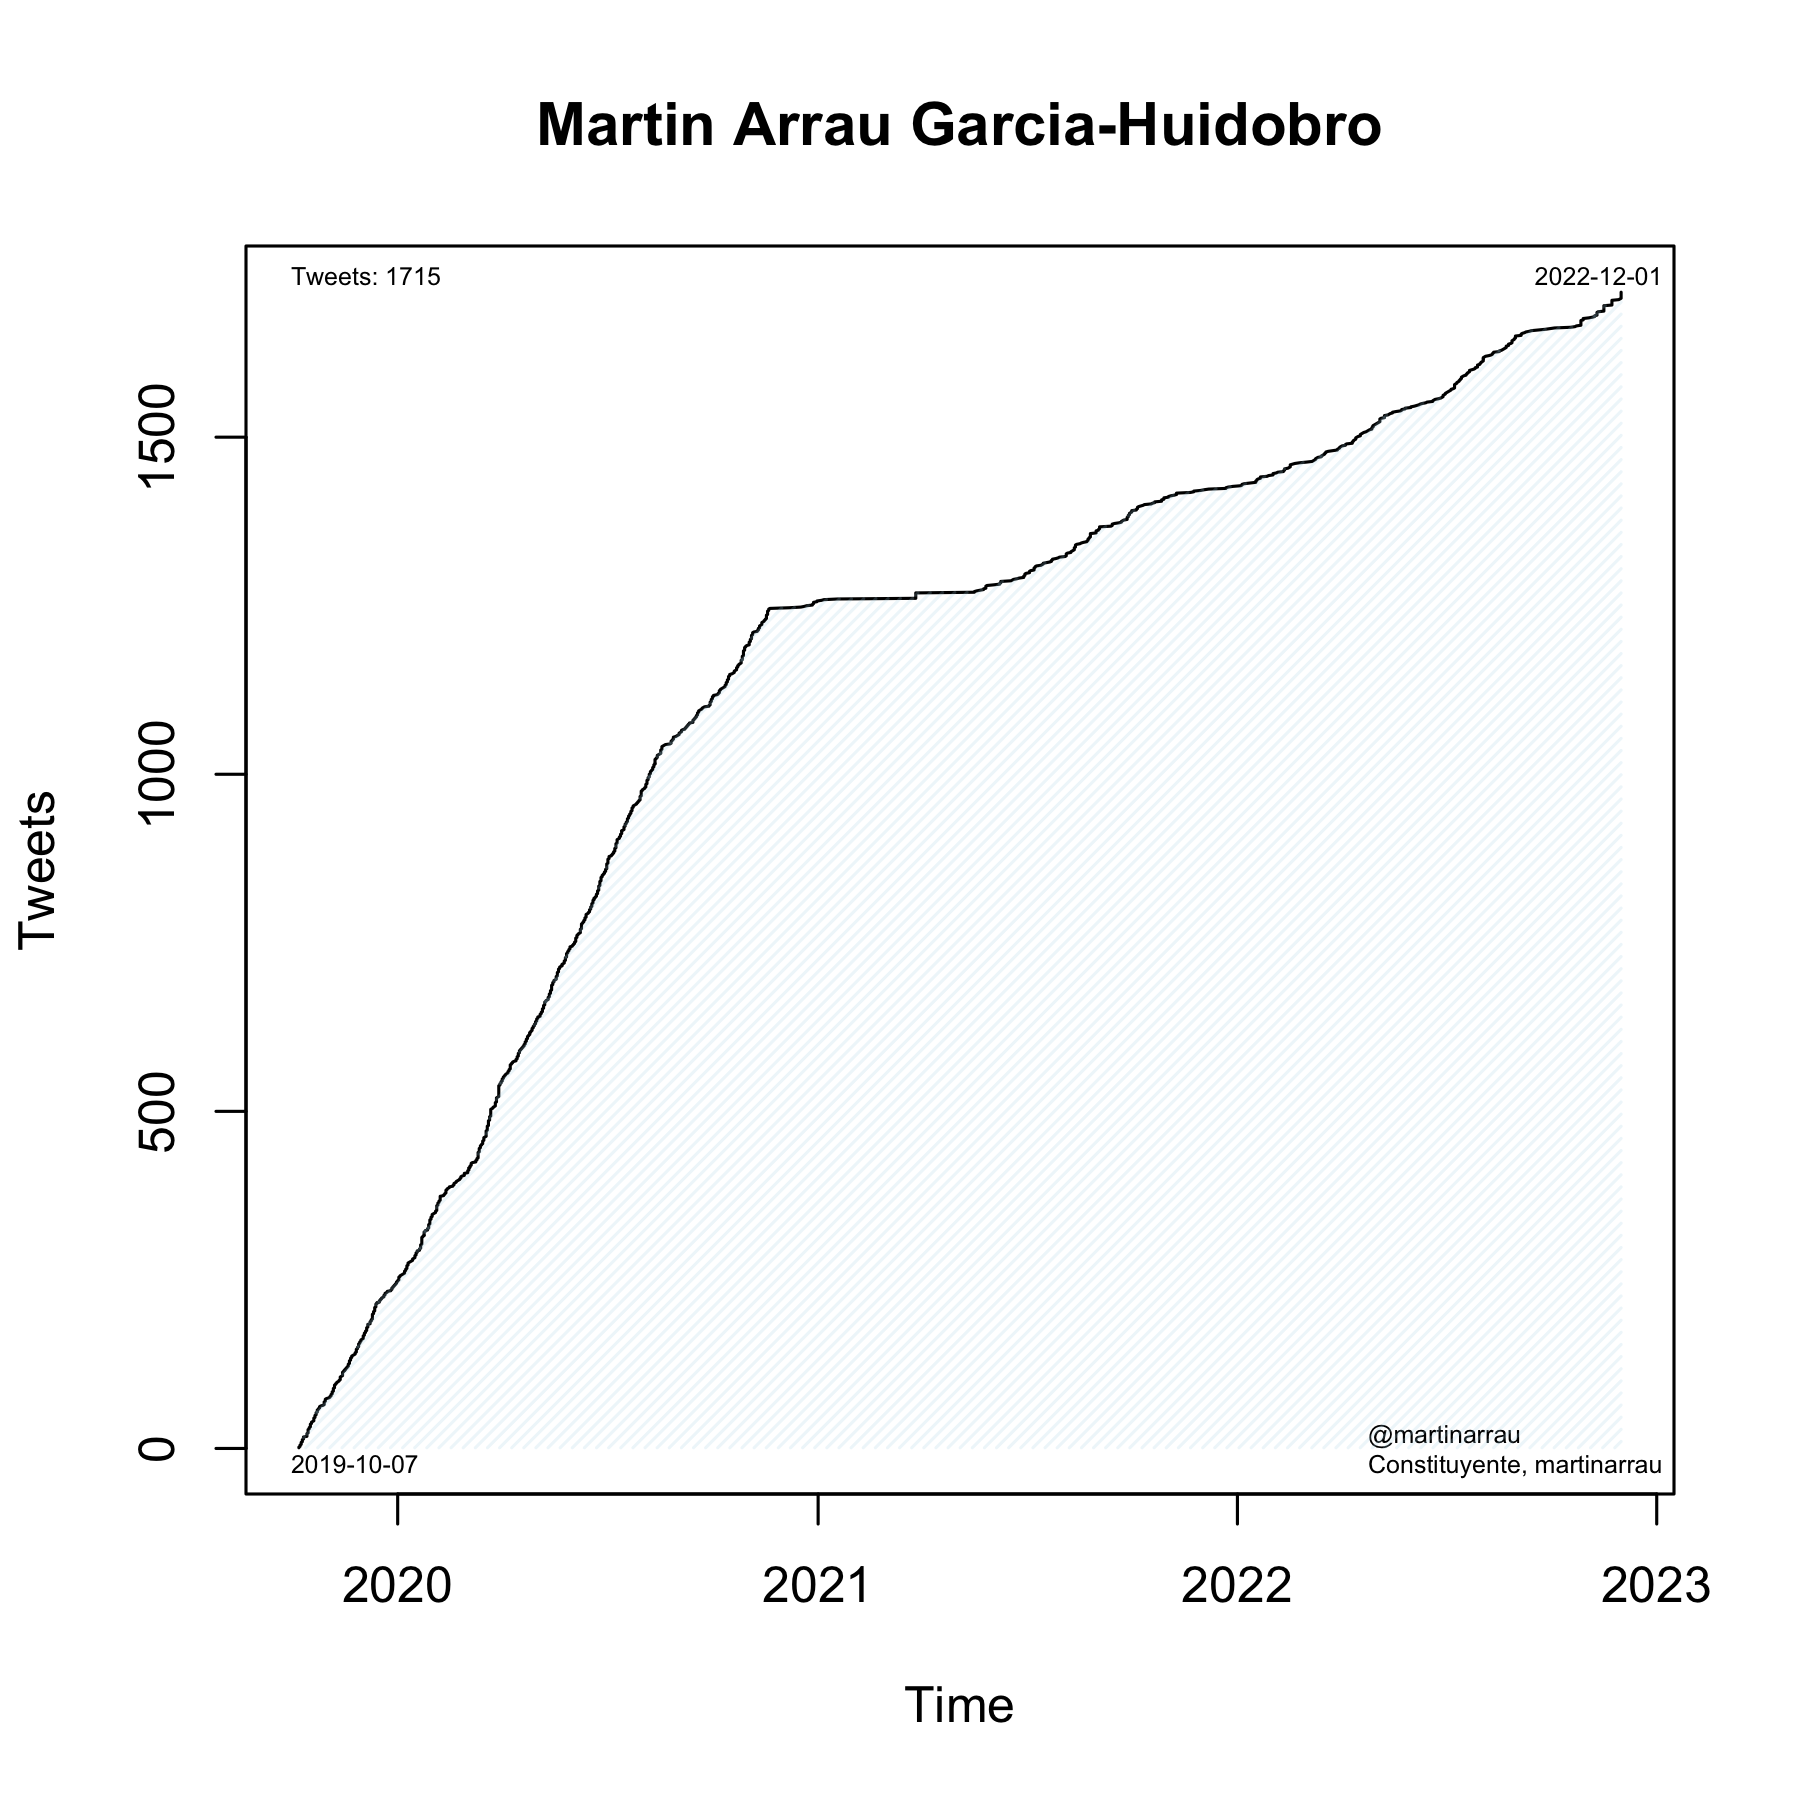 Martin Arrau Garcia-Huidobro
Tweets: 1715
2022-12-01
1500
1000
500
0
Tweets
@martinarrau
Constituyente, martinarrau
2019-10-07
2020
2021
2022
2023
Time